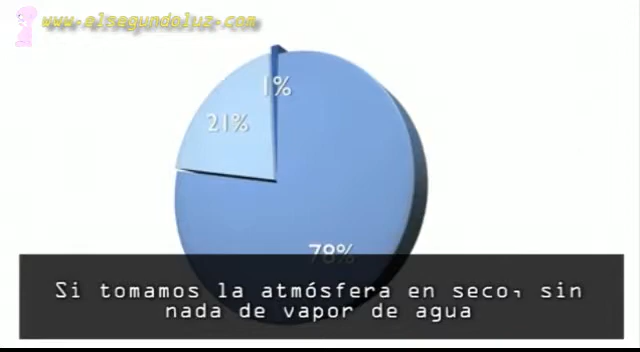 www.elsegundoluz.com
1%
21%
78%
Si tomamos la atmósfera en seco, sin
nada de vapor de agua